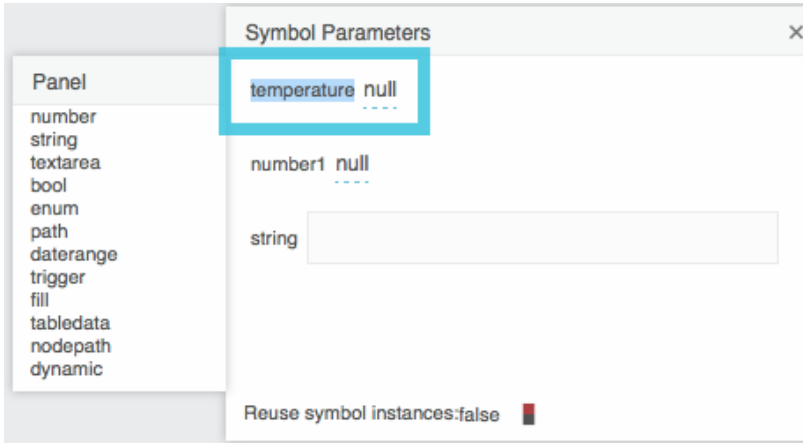 Panel
number
string
textarea
bool
enum
path
daterange
trigger
fill
tabledata
nodepath
dynamic
Symbol Parameters ×
temperature null
number1 null
string
Reuse symbol instances:false